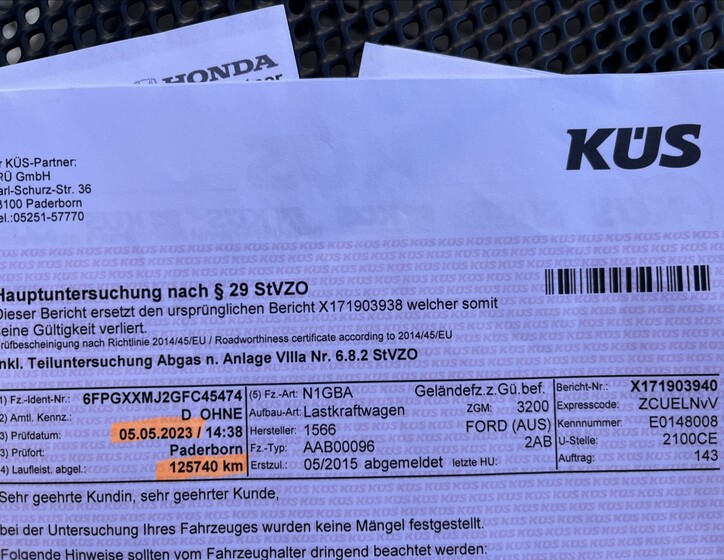 HONDA
KÜS
KÜS-Partner:
GmbH
Str. 36
Paderborn
05251-57770
Hauptuntersuchung nach § 29 StVZO
Dieser Bericht ersetzt den ursprünglichen Bericht X171903938 welcher somit
seine Gültigkeit verliert.
nach Richtlinie 2014/45/EU / Roadworthiness certificate according to 2014/45/EU
inkl. Teiluntersuchung Abgas n. Anlage VIIIa Nr. 6.8.2 StVZO
1) Fz.-Ident-Nr.: 6FPGXXMJ2GFC45474
2) Amtl. Kennz.: D OHNE
3) Prüfdatum: 05.05.2023 / 14:38
3) Prüfort: Paderborn
4) Laufleist. abgel.: 125740 km
(5) Fz.-Art: N1GBA Geländefz.z.Gü.bef.
Aufbau-Art: Lastkraftwagen ZGM: 3200
Hersteller: 1566 FORD (AUS)
Fz.-Typ: AAB00096 2AB
Erstzul.: 05/2015 abgemeldet letzte HU:
Bericht-Nr.: X171903940
Expresscode: ZCUELNvV
Kennnummer: E0148008
U-Stelle: 2100CE
Auftrag: 143
Sehr geehrte Kundin, sehr geehrter Kunde,
bei der Untersuchung Ihres Fahrzeuges wurden keine Mängel festgestellt.
Folgende Hinweise sollten vom Fahrzeughalter dringend beachtet werden: